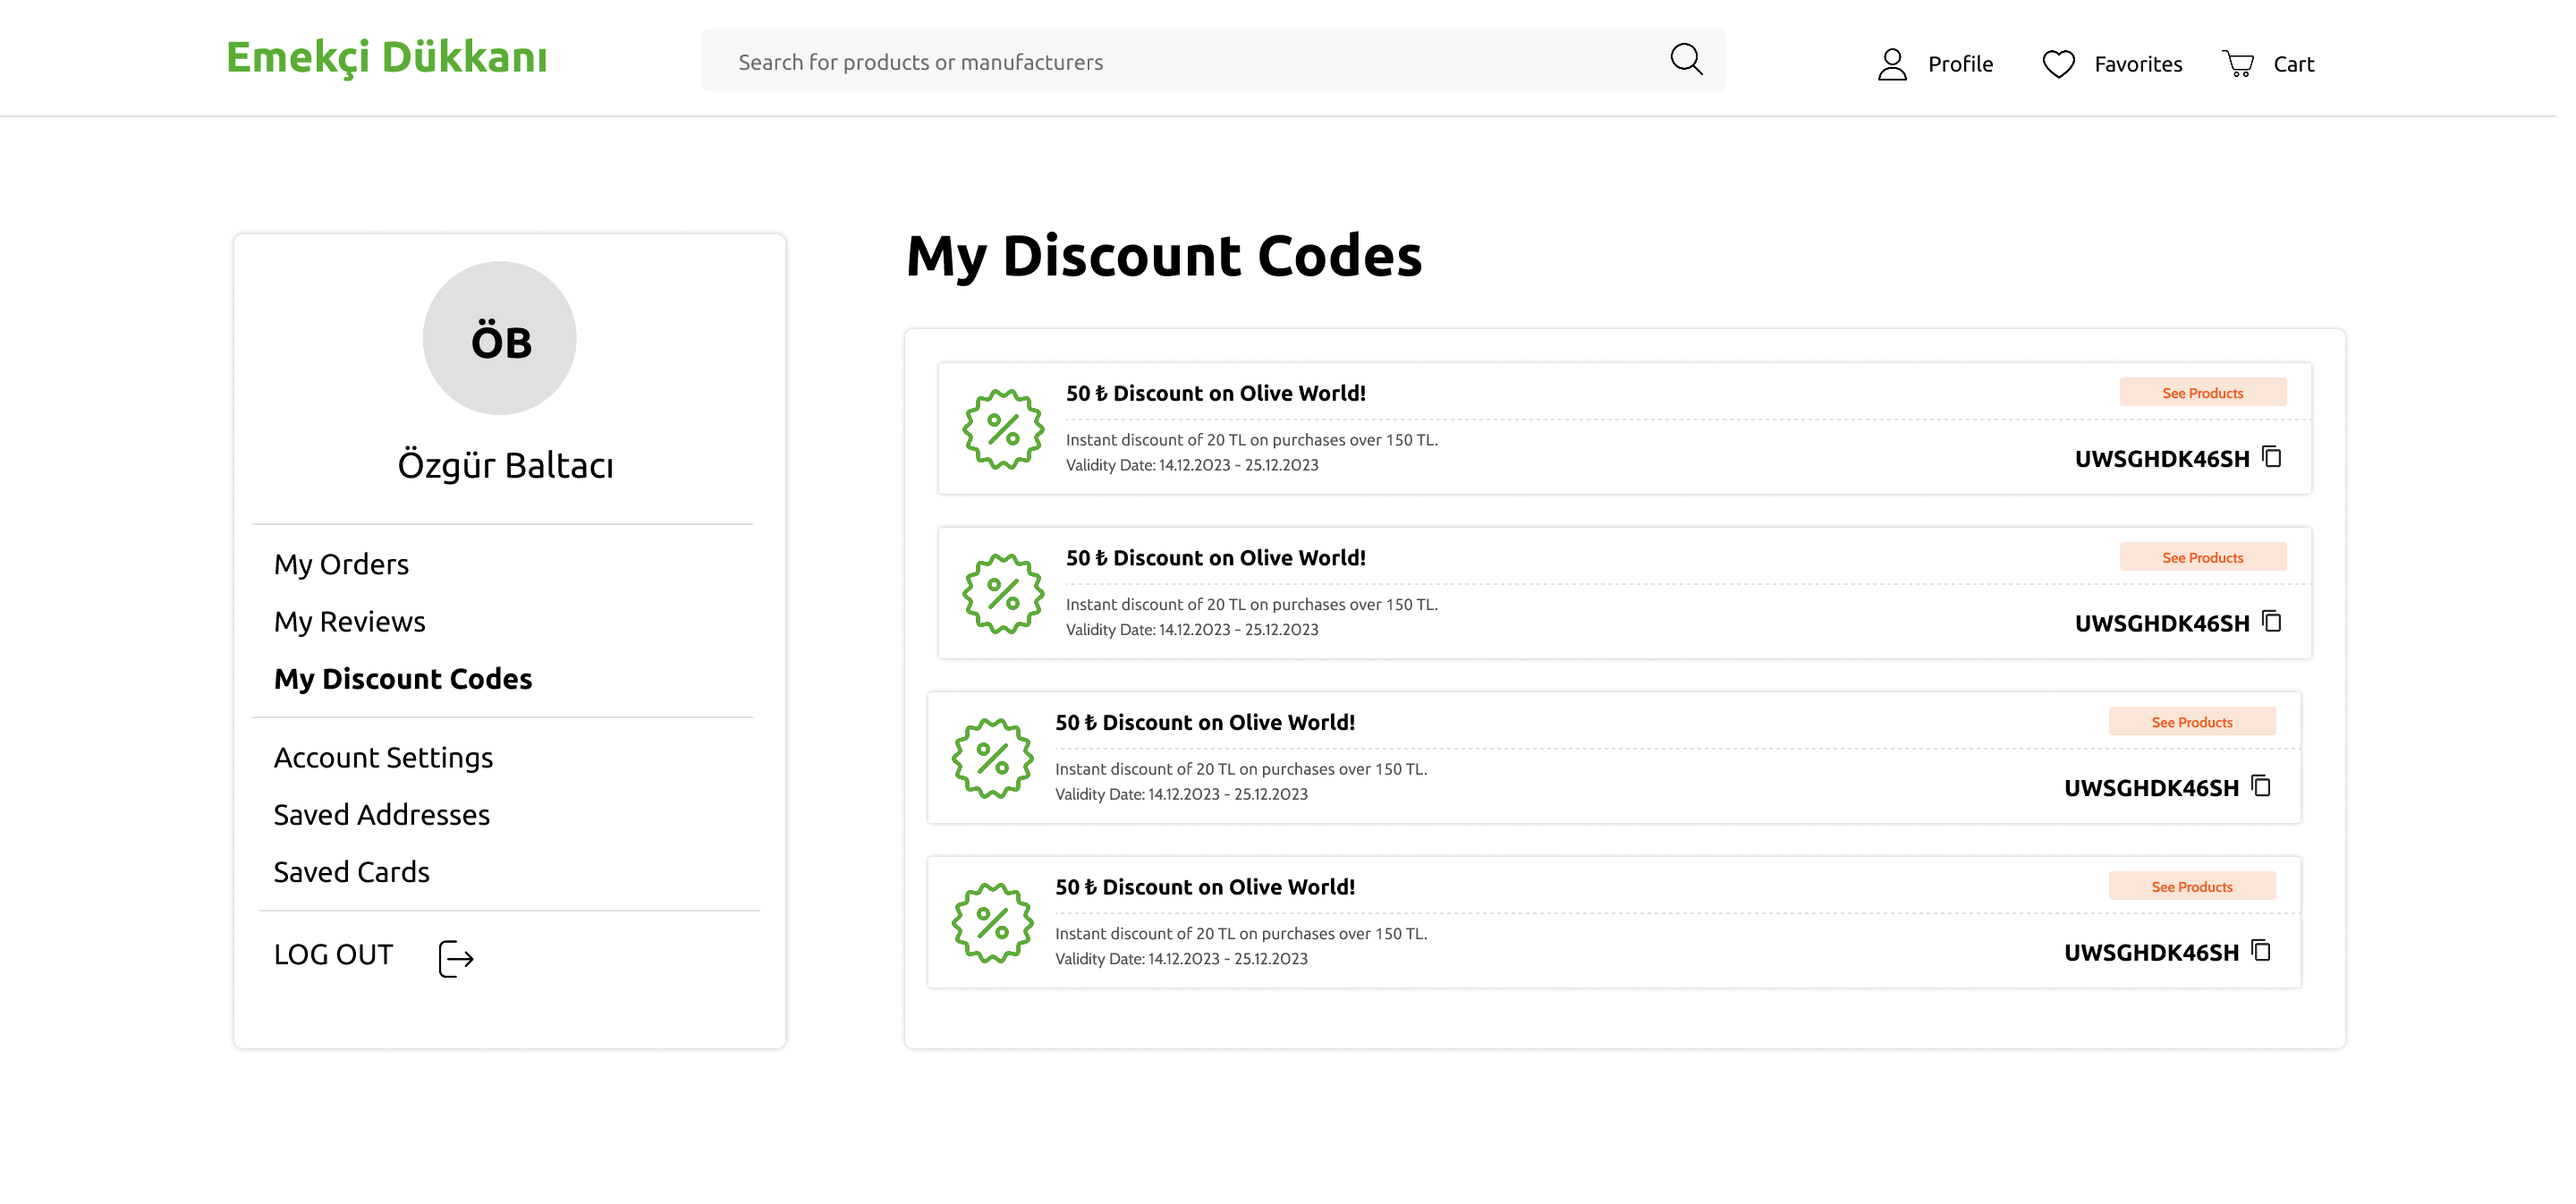 Emekçi Dükkanı
Search for products or manufacturers
Profile
Favorites
Cart
ÖB
Özgür Baltacı
My Orders
My Reviews
My Discount Codes
Account Settings
Saved Addresses
Saved Cards
LOG OUT
My Discount Codes
50 ₺ Discount on Olive World!
See Products
Instant discount of 20 TL on purchases over 150 TL.
Validity Date: 14.12.2023 - 25.12.2023
UWSGHDK46SH
50 ₺ Discount on Olive World!
See Products
Instant discount of 20 TL on purchases over 150 TL.
Validity Date: 14.12.2023 - 25.12.2023
UWSGHDK46SH
50 ₺ Discount on Olive World!
See Products
Instant discount of 20 TL on purchases over 150 TL.
Validity Date: 14.12.2023 - 25.12.2023
UWSGHDK46SH
50 ₺ Discount on Olive World!
See Products
Instant discount of 20 TL on purchases over 150 TL.
Validity Date: 14.12.2023 - 25.12.2023
UWSGHDK46SH